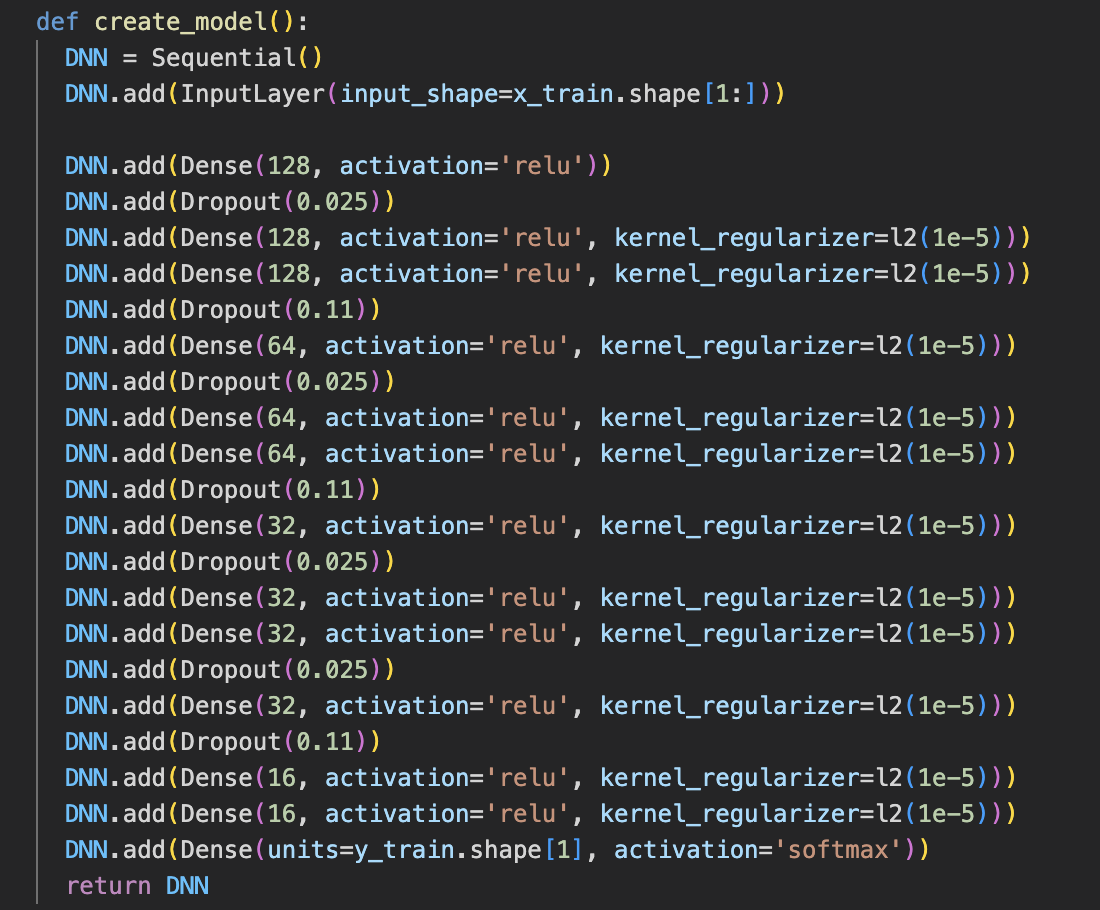 def create_model():
DNN = Sequential()
DNN.add(InputLayer(input_shape=x_train.shape[1:]))
DNN.add(Dense(128, activation='relu'))
DNN.add(Dropout(0.025))
DNN.add(Dense(128, activation='relu', kernel_regularizer=l2(1e-5)))
DNN.add(Dense(128, activation='relu', kernel_regularizer=l2(1e-5)))
DNN.add(Dropout(0.11))
DNN.add(Dense(64, activation='relu', kernel_regularizer=l2(1e-5)))
DNN.add(Dropout(0.025))
DNN.add(Dense(64, activation='relu', kernel_regularizer=l2(1e-5)))
DNN.add(Dense(64, activation='relu', kernel_regularizer=l2(1e-5)))
DNN.add(Dropout(0.11))
DNN.add(Dense(32, activation='relu', kernel_regularizer=l2(1e-5)))
DNN.add(Dropout(0.025))
DNN.add(Dense(32, activation='relu', kernel_regularizer=l2(1e-5)))
DNN.add(Dense(32, activation='relu', kernel_regularizer=l2(1e-5)))
DNN.add(Dropout(0.025))
DNN.add(Dense(32, activation='relu', kernel_regularizer=l2(1e-5)))
DNN.add(Dropout(0.11))
DNN.add(Dense(16, activation='relu', kernel_regularizer=l2(1e-5)))
DNN.add(Dense(16, activation='relu', kernel_regularizer=l2(1e-5)))
DNN.add(Dense(units=y_train.shape[1], activation='softmax'))
return DNN